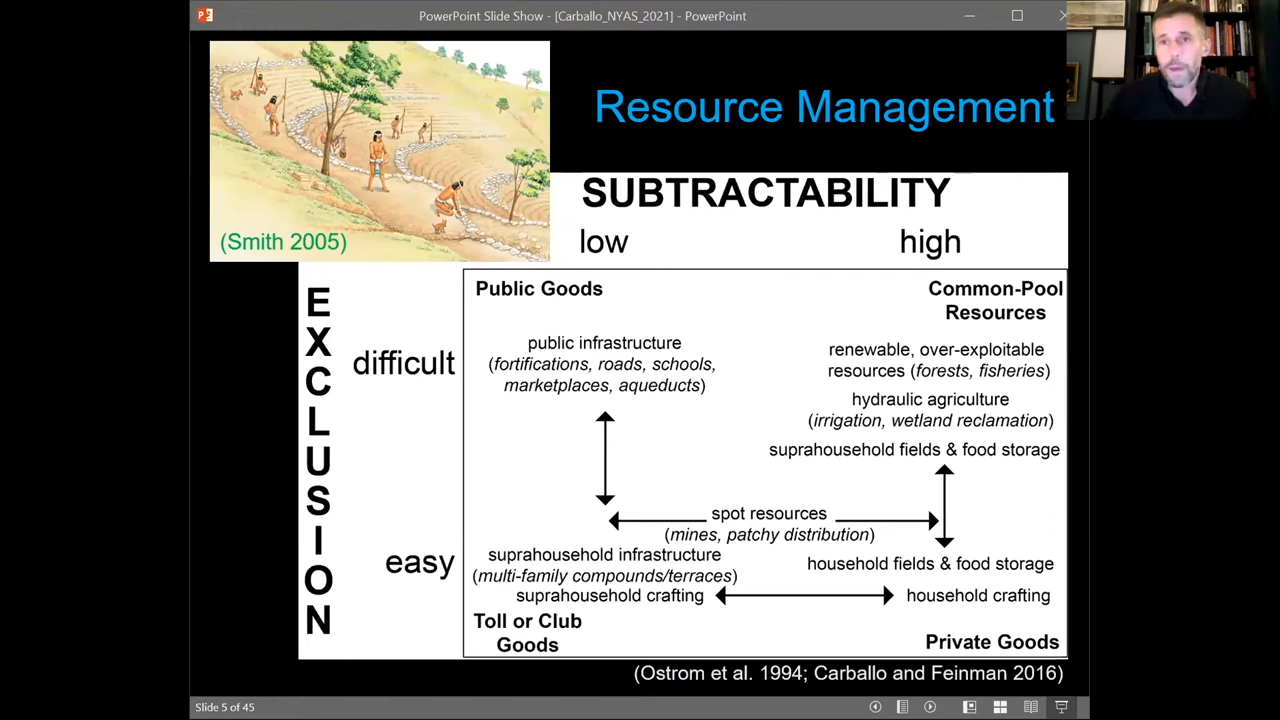 PowerPoint Slide Show - [Carballo_NYAS_2021] - PowerPoint
Resource Management
(Smith 2005)
SUBTRACTABILITY
low
high
EXCLUSION
difficult
easy
Public Goods
public infrastructure
(fortifications, roads, schools,
marketplaces, aqueducts)
Common-Pool
Resources
renewable, over-exploitable
resources (forests, fisheries)
hydraulic agriculture
(irrigation, wetland reclamation)
suprahousehold fields & food storage
spot resources
(mines, patchy distribution)
suprahousehold infrastructure
(multi-family compounds/terraces)
suprahousehold crafting
Toll or Club
Goods
household fields & food storage
household crafting
Private Goods
(Ostrom et al. 1994; Carballo and Feinman 2016)
Slide 5 of 45